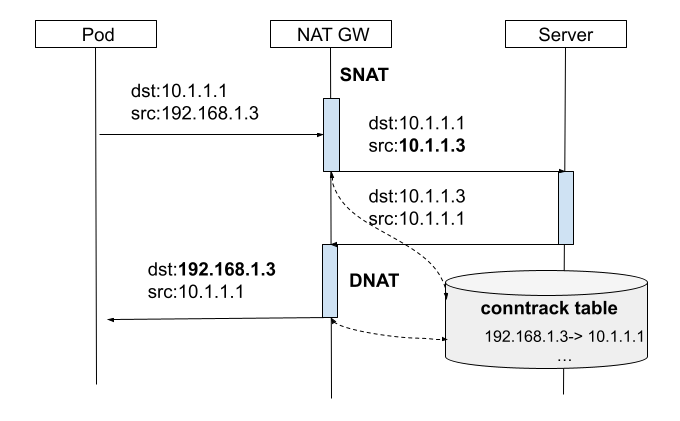 Pod
NAT GW
Server
SNAT
dst:10.1.1.1
src:192.168.1.3
dst:10.1.1.1
src:10.1.1.3
dst:10.1.1.3
src:10.1.1.1
dst:192.168.1.3
src:10.1.1.1
DNAT
conntrack table
192.168.1.3-> 10.1.1.1
...